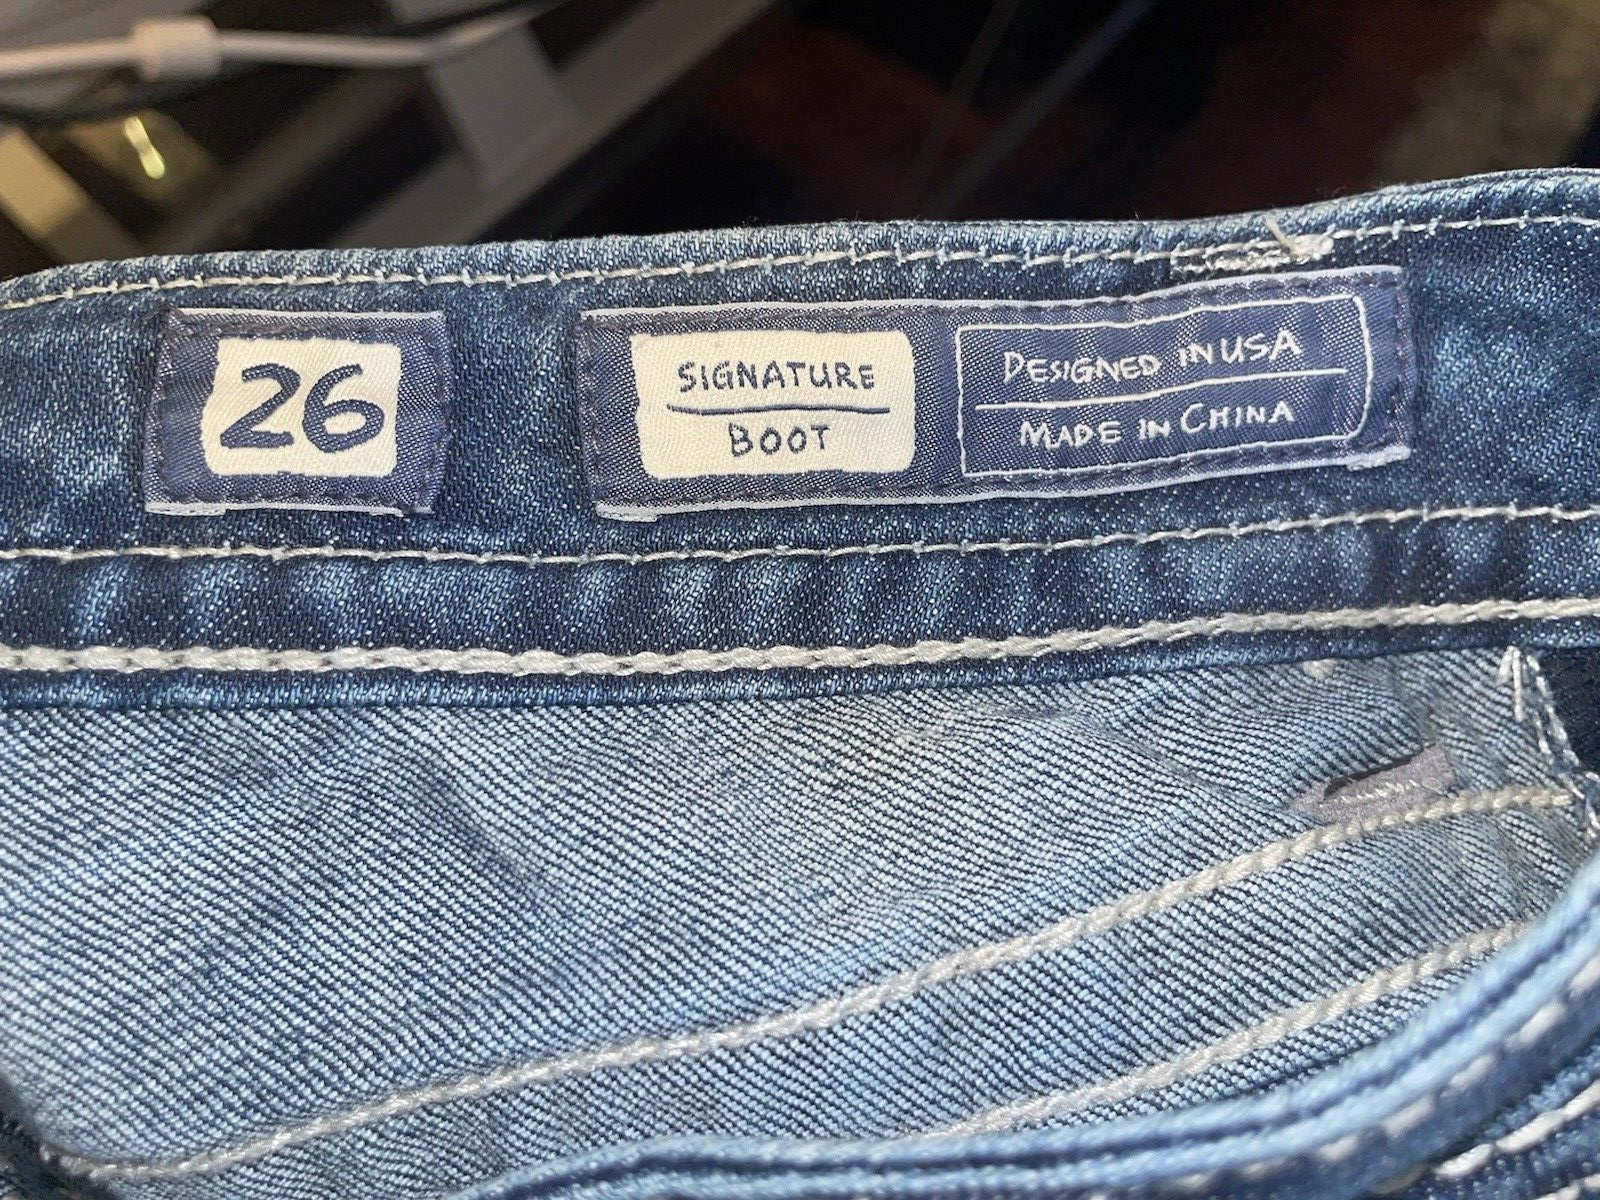 26
SIGNATURE
BOOT
DESIGNED IN USA
MADE IN CHINA